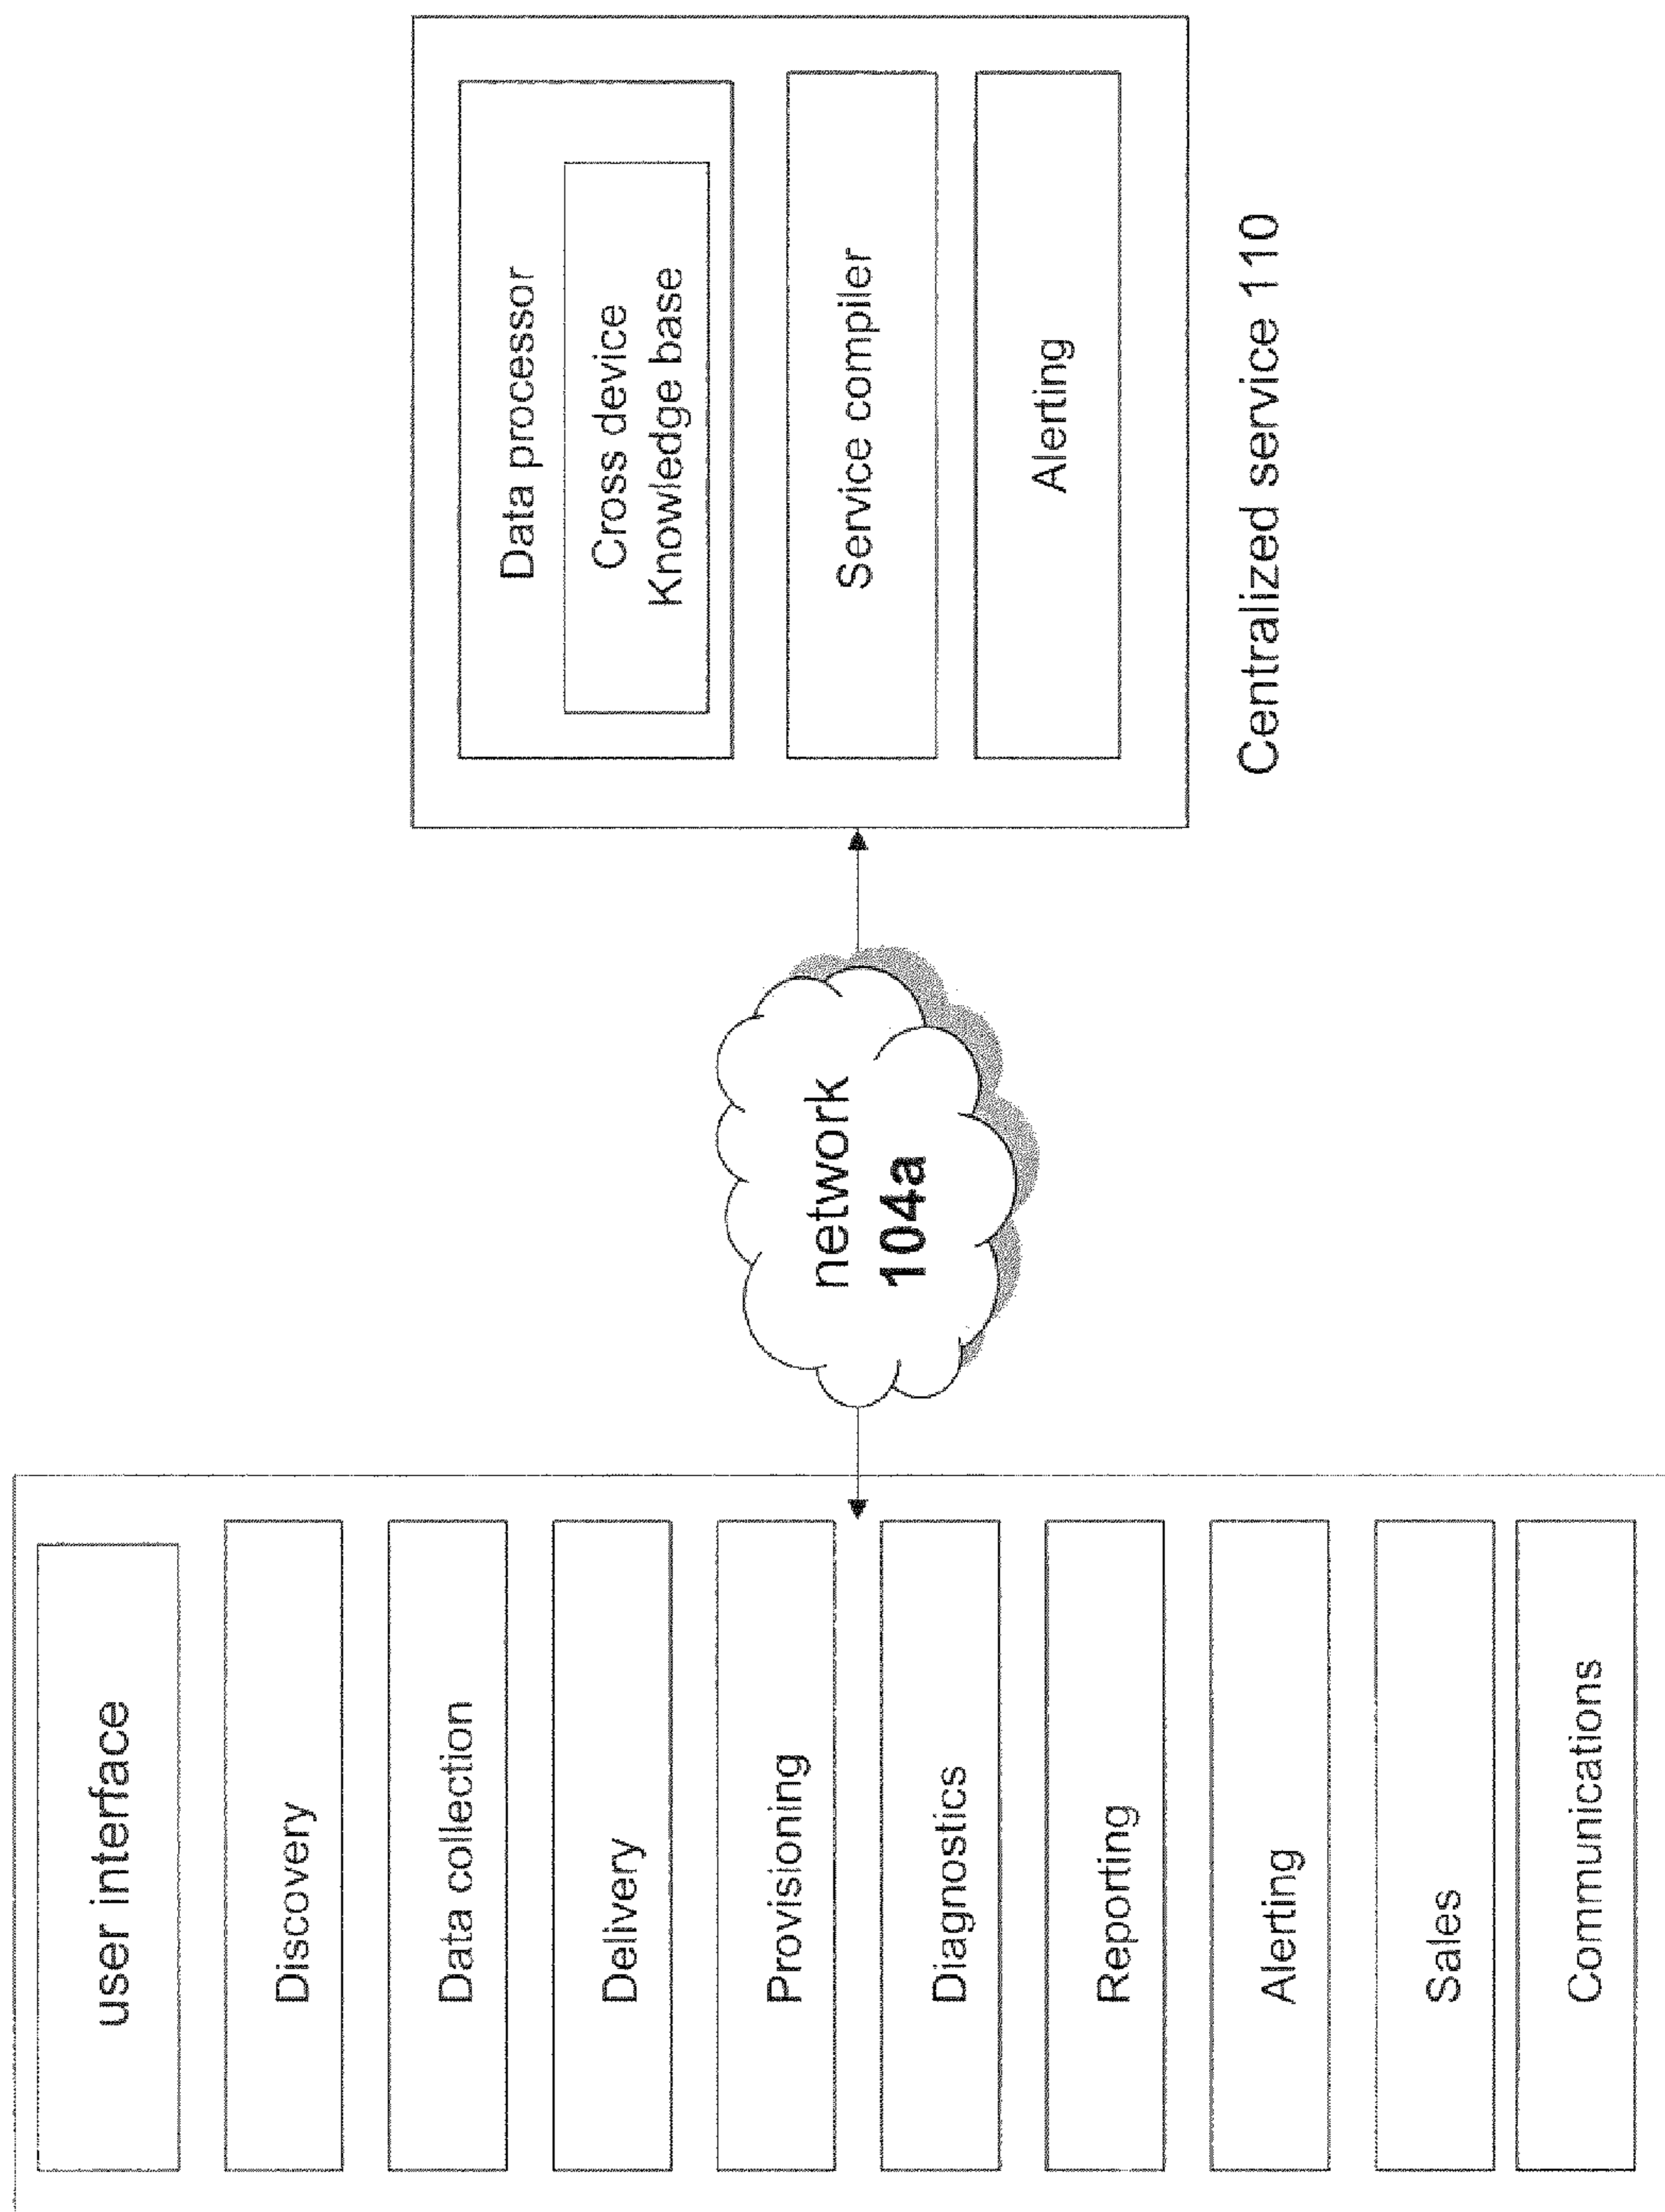 user interface
Discovery
Data collection
Delivery
Provisioning
Diagnostics
Reporting
Alerting
Sales
Communications
network
104a
Data processor
Cross device
Knowledge base
Service compiler
Alerting
Centralized service 110